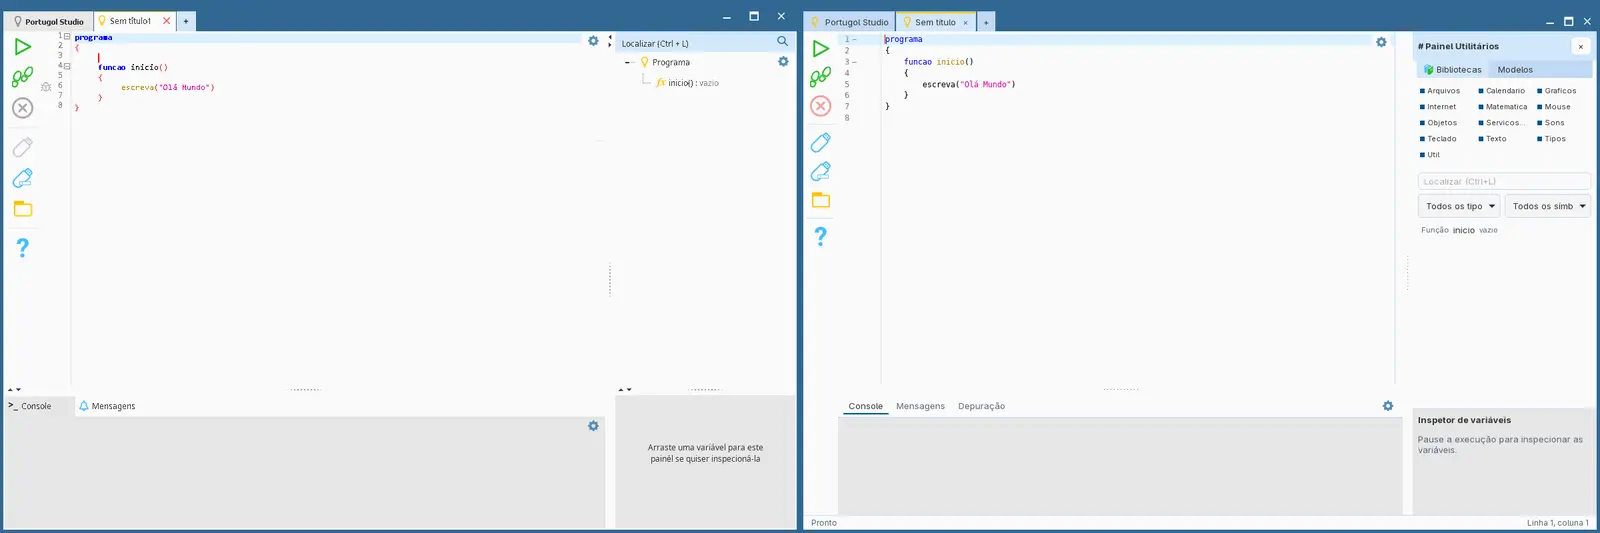 Portugol Studio
Sem título1
+
Localizar (Ctrl + L)
Programa
inicio() : vazio
1 programa
2 {
3
4 funcao inicio()
5 {
6 escreva("Olá Mundo")
7 }
8 }
>_ Console
Mensagens
Arraste uma variável para este
painél se quiser inspecioná-la
Portugol Studio
Sem título ×
+
1 programa
2 {
3 funcao inicio()
4 {
5 escreva("Olá Mundo")
6 }
7 }
8
# Painel Utilitários
×
Bibliotecas
Modelos
Arquivos Calendario Graficos
Internet Matematica Mouse
Objetos Servicos... Sons
Teclado Texto Tipos
Util
Localizar (Ctrl+L)
Todos os tipo
Todos os símb
Função inicio vazio
Console
Mensagens
Depuração
Inspetor de variáveis
Pause a execução para inspecionar as
variáveis.
Pronto
Linha 1, coluna 1